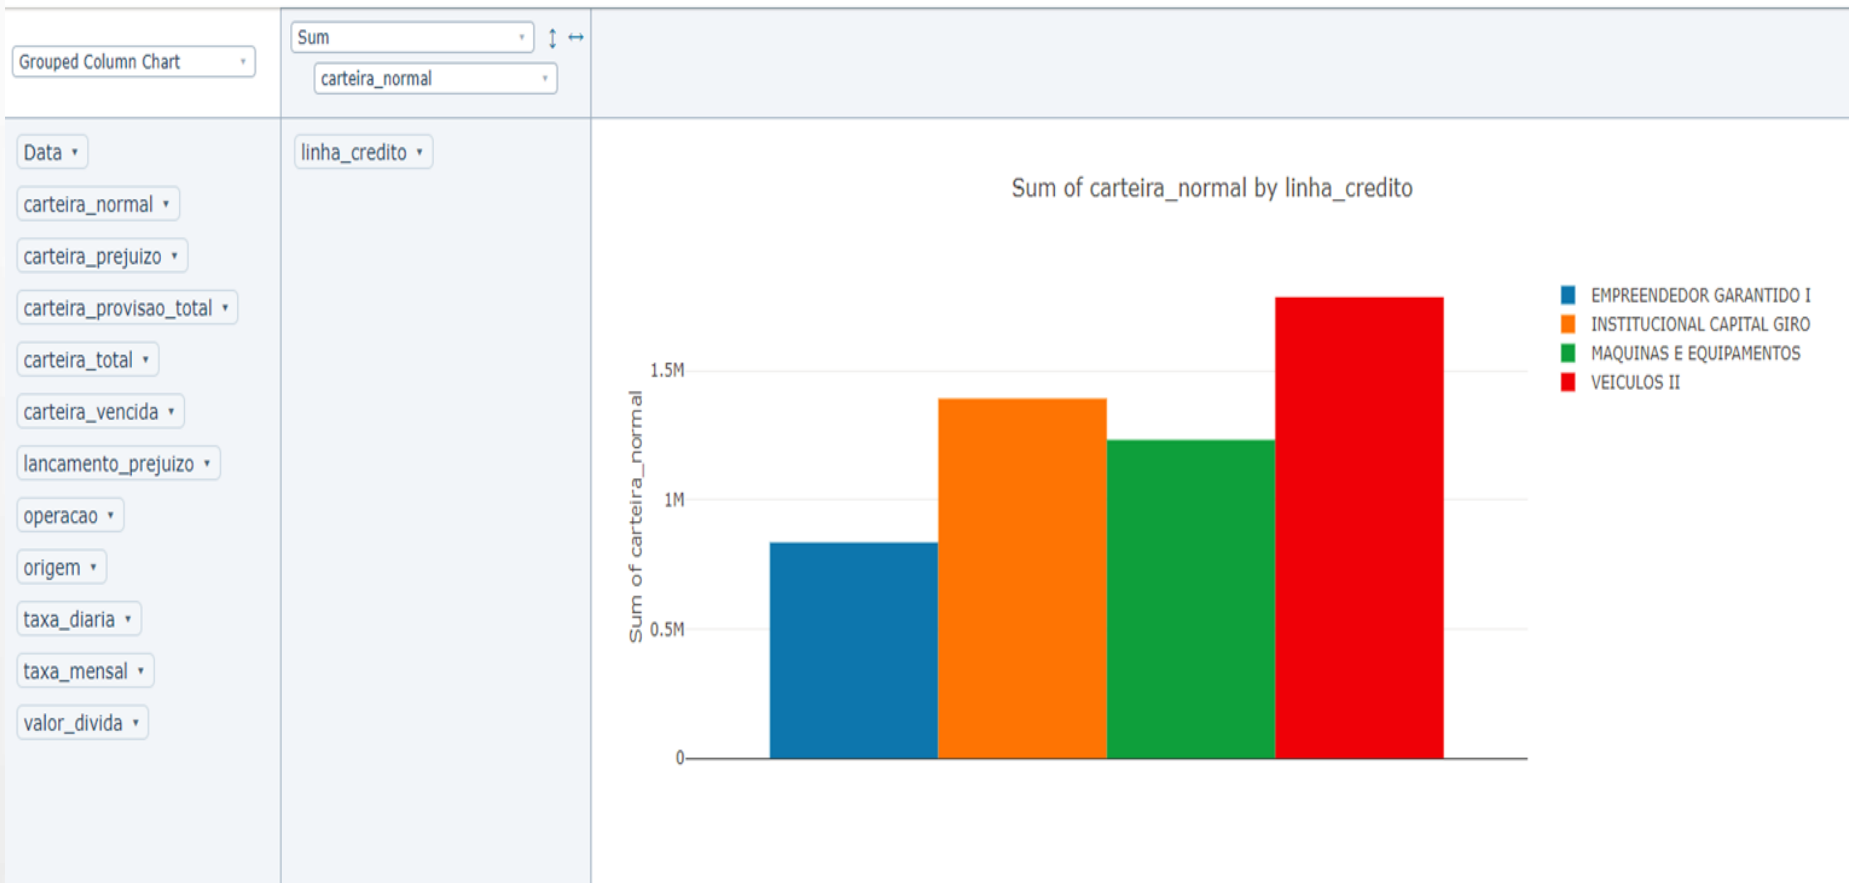 Grouped Column Chart
Sum
carteira_normal
Data
carteira_normal
carteira_prejuizo
carteira_provisao_total
carteira_total
carteira_vencida
lancamento_prejuizo
operacao
origem
taxa_diaria
taxa_mensal
valor_divida
linha_credito
Sum of carteira_normal by linha_credito
Sum of carteira_normal
1.5M
1M
0.5M
0
EMPREENDEDOR GARANTIDO I
INSTITUCIONAL CAPITAL GIRO
MAQUINAS E EQUIPAMENTOS
VEICULOS II